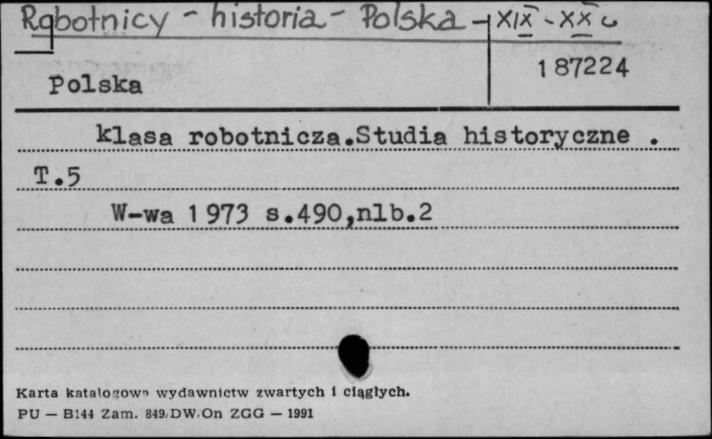 Robotnicy - historia - Polska - XIX - XX w
187224
Polska
klasa robotnicza.Studia historyczne .
T.5
W-wa 1973 s.490,nlb.2
Karta katalogowa wydawnictw zwartych i ciągłych.
PU — B144 Zam. 849/DW/On ZGG — 1991